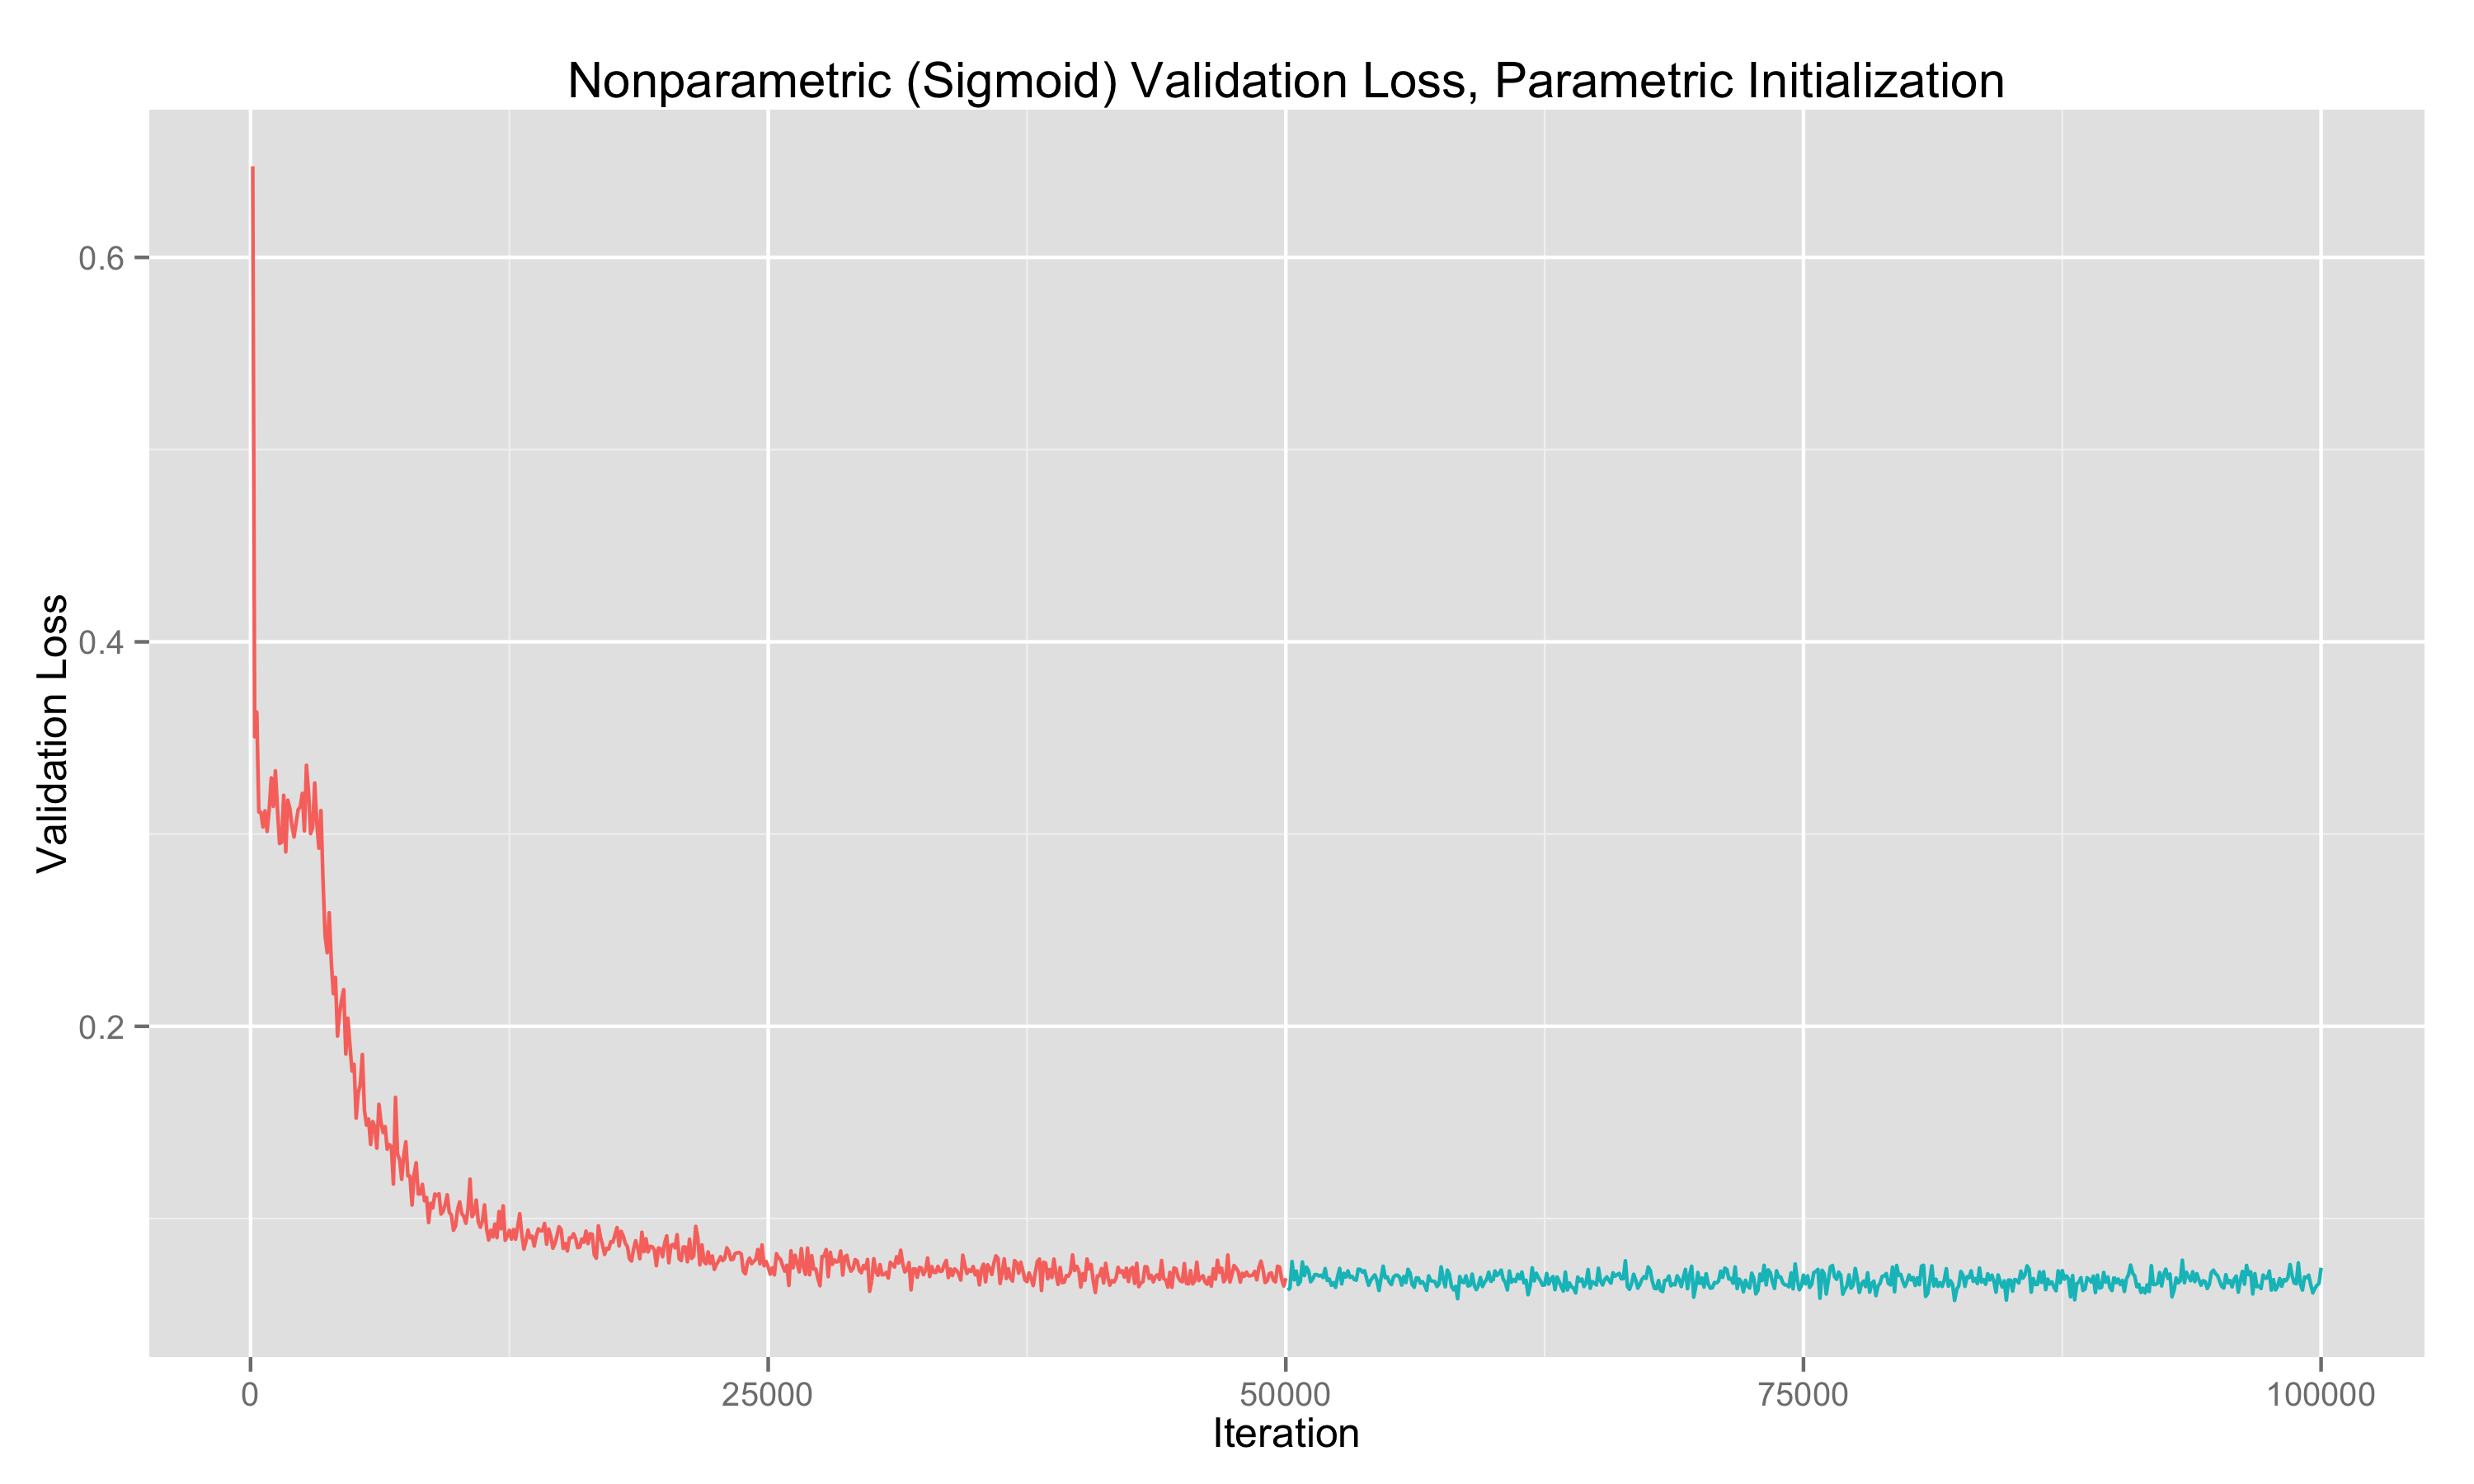 Nonparametric (Sigmoid) Validation Loss, Parametric Initialization
0.6
0.4
0.2
Validation Loss
0 25000 50000 75000 100000
Iteration